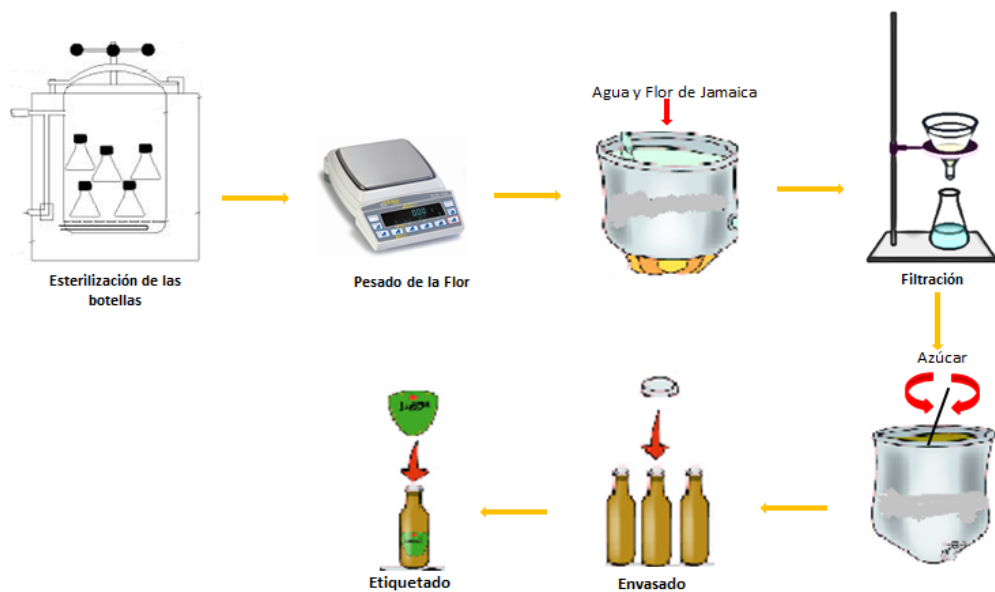 Esterilización de las
botellas
Pesado de la Flor
Agua y Flor de Jamaica
Filtración
Azúcar
Envasado
Etiquetado